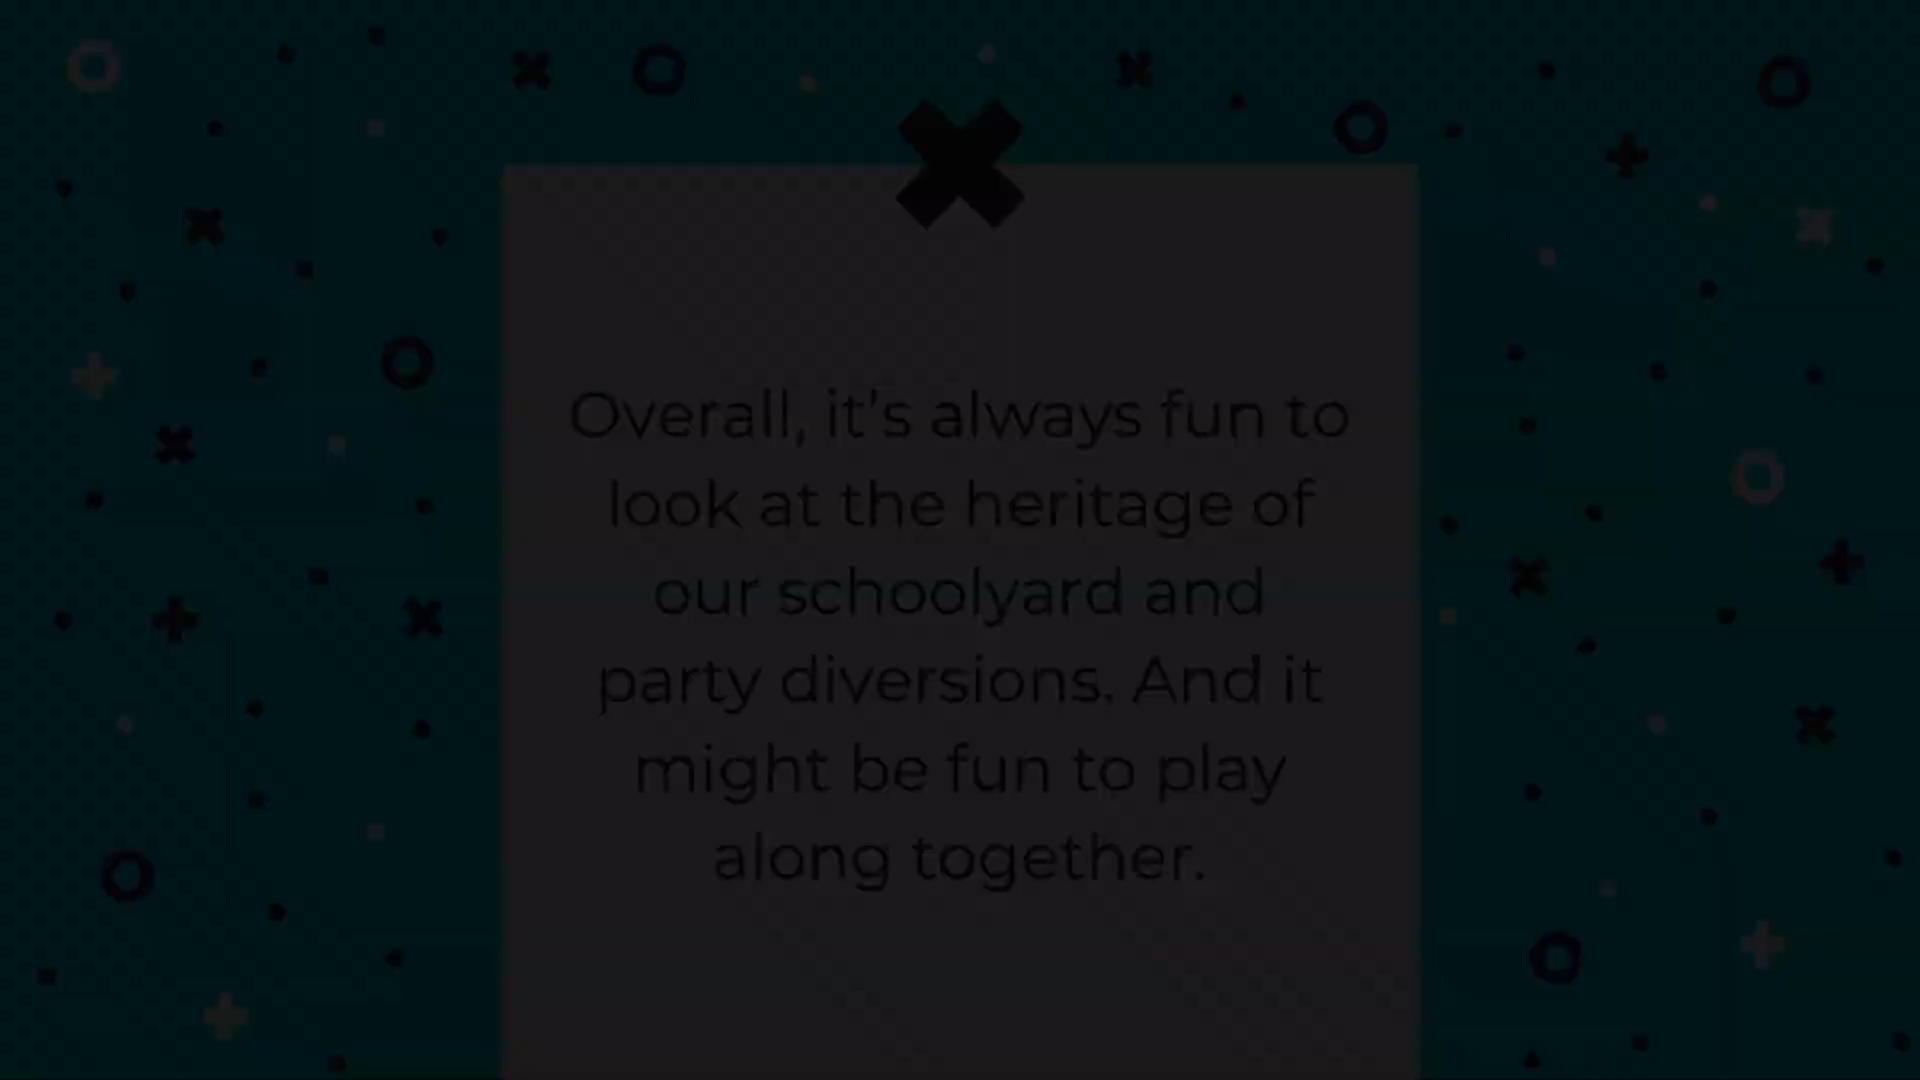 Overall, it's always fun to
look at the heritage of
our schoolyard and
party diversions. And it
might be fun to play
along together.